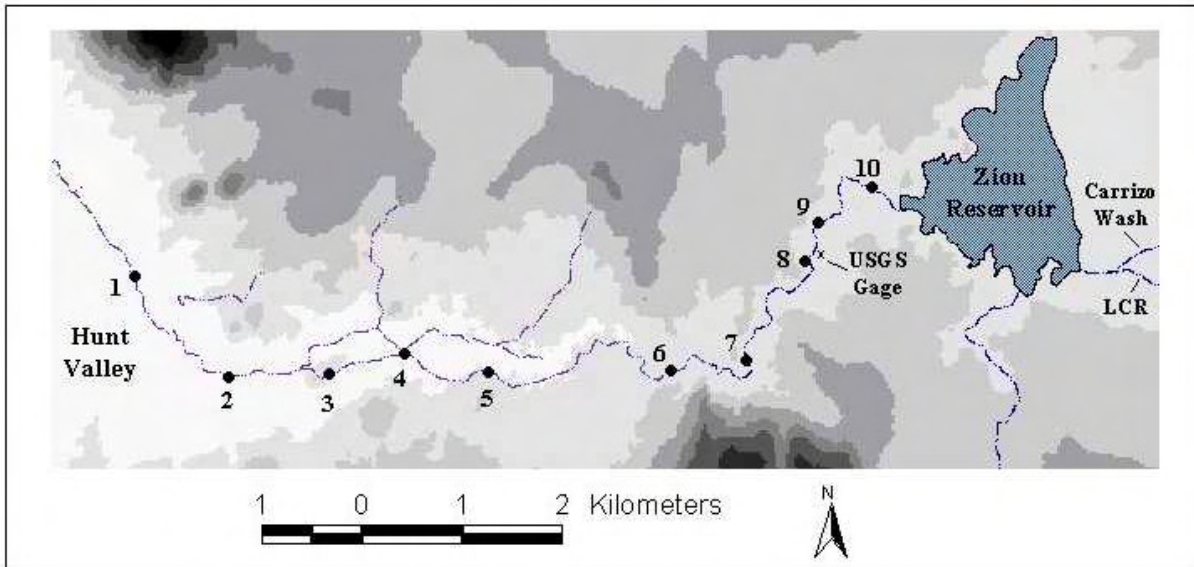 10
Zion
Reservoir
Carrizo
Wash
9
8
USGS
Gage
1
LCR
Hunt
Valley
7
6
4
2
3
5
1 0 1 2 Kilometers
N